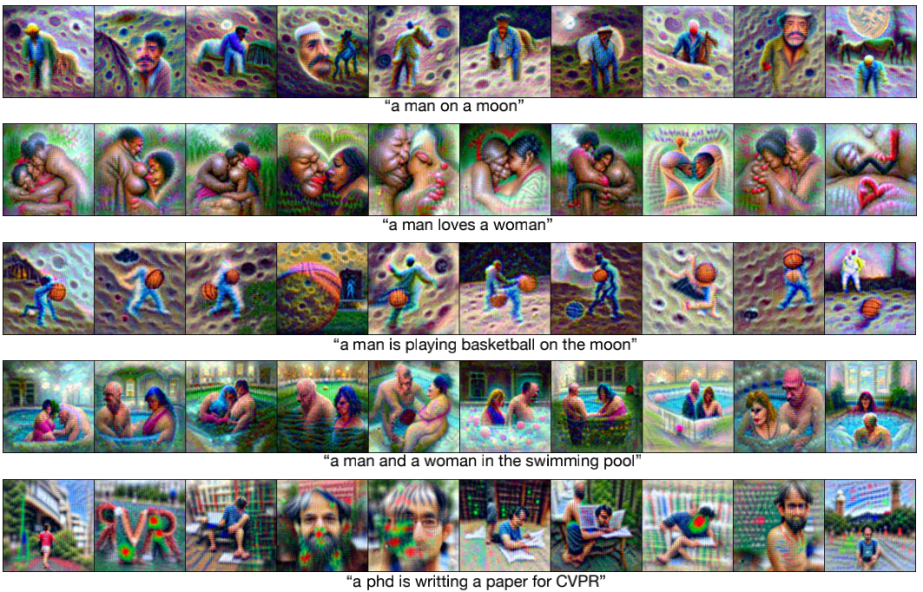 "a man on a moon"
"a man loves a woman"
"a man is playing basketball on the moon"
"a man and a woman in the swimming pool"
"a phd is writting a paper for CVPR"